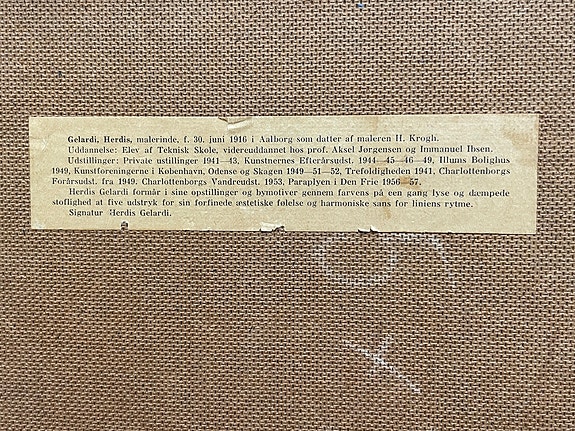 Gelardi, Herdis, malerinde, f. 30. juni 1916 i Aalborg som datter af maleren H. Krogh.
Uddannelse: Elev af Teknisk Skole, videreuddannet hos prof. Aksel Jørgensen og Immanuel Ibsen.
Udstillinger: Private ustillinger 1941—43, Kunstnernes Efterårsudst. 1944—45—46—49, Illums Bolighus
1949, Kunstforeningerne i København, Odense og Skagen 1949—51—52, Trefoldigheden 1941, Charlottenborgs
Forårsudst. fra 1949. Charlottenborgs Vandreudst. 1953, Paraplyen i Den Frie 1956—57.
Herdis Gelardi formår i sine opstillinger og bymotiver gennem farvens på een gang lyse og dæmpede
stoflighed at five udstryk for sin forfinede æstetiske følelse og harmoniske sans for liniens rytme.
Signatur Herdis Gelardi.